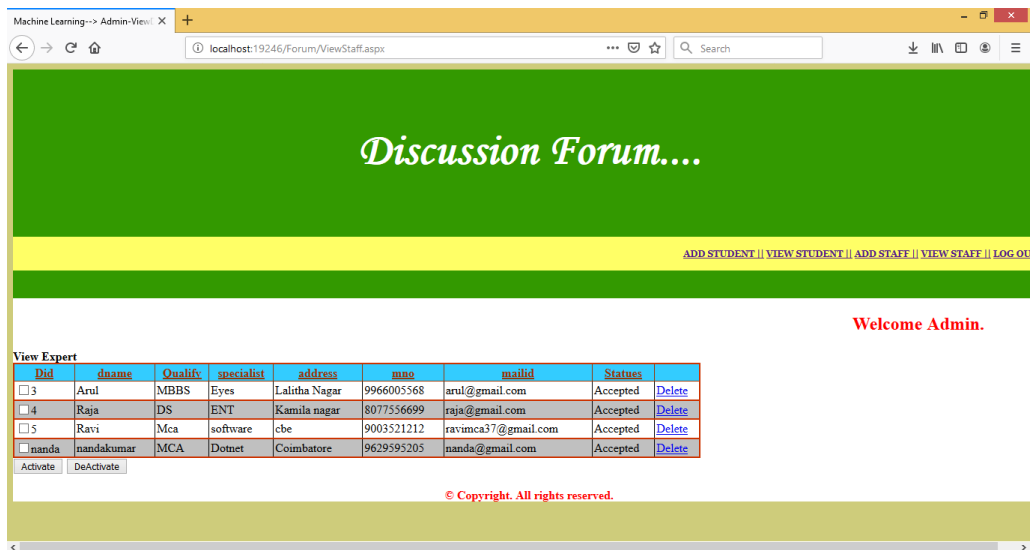 Machine Learning--> Admin-View
localhost:19246/Forum/ViewStaff.aspx
Search
Discussion Forum....
ADD STUDENT || VIEW STUDENT || ADD STAFF || VIEW STAFF || LOG OU
Welcome Admin.
View Expert
Did dname Qualify specialist address mno mailid Statues
3 Arul MBBS Eyes Lalitha Nagar 9966005568 arul@gmail.com Accepted Delete
4 Raja DS ENT Kamila nagar 8077556699 raja@gmail.com Accepted Delete
5 Ravi Mca software cbe 9003521212 ravimca37@gmail.com Accepted Delete
nanda nandakumar MCA Dotnet Coimbatore 9629595205 nanda@gmail.com Accepted Delete
Activate DeActivate
© Copyright. All rights reserved.